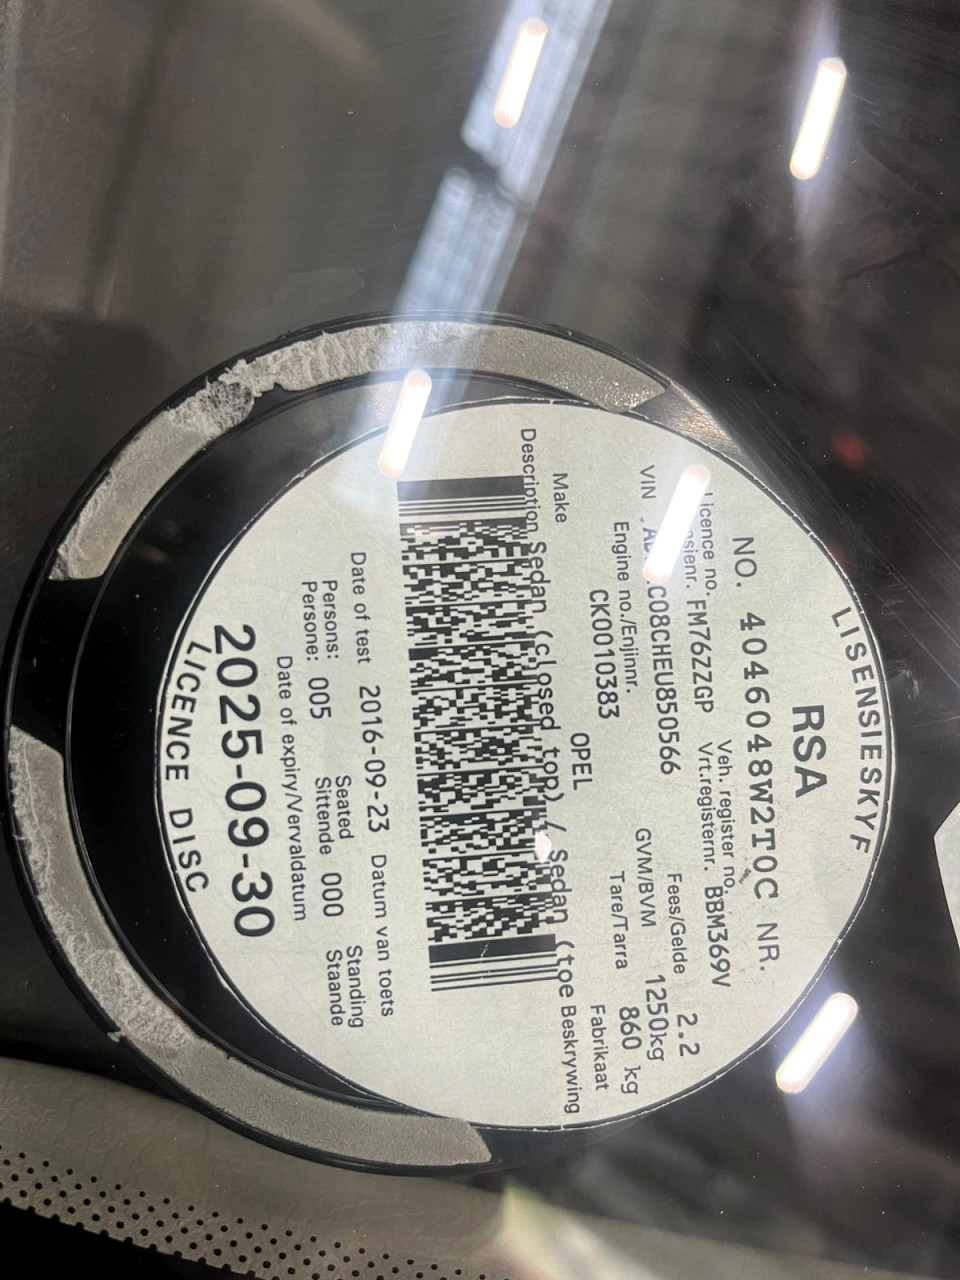 LISENSIESKYF
RSA
NO. 4046048W2T0C NR.
Licence no. Veh. register no.
FM76ZZGP Vrt.registernr. BBM369V
VIN C08CHEU850566 Fees/Gelde 2.2
Engine no./Enjinnr. GVM/BVM 1250kg
CK0010383 Tare/Tarra 860 kg
Make OPEL Fabrikaat
Description Sedan (closed top) / Sedan (toe Beskrywing
Date of test 2016-09-23 Datum van toets
Persons: Seated Standing
Persone: 005 Sittende 000 Staande
Date of expiry/Vervaldatum
2025-09-30
LICENCE DISC